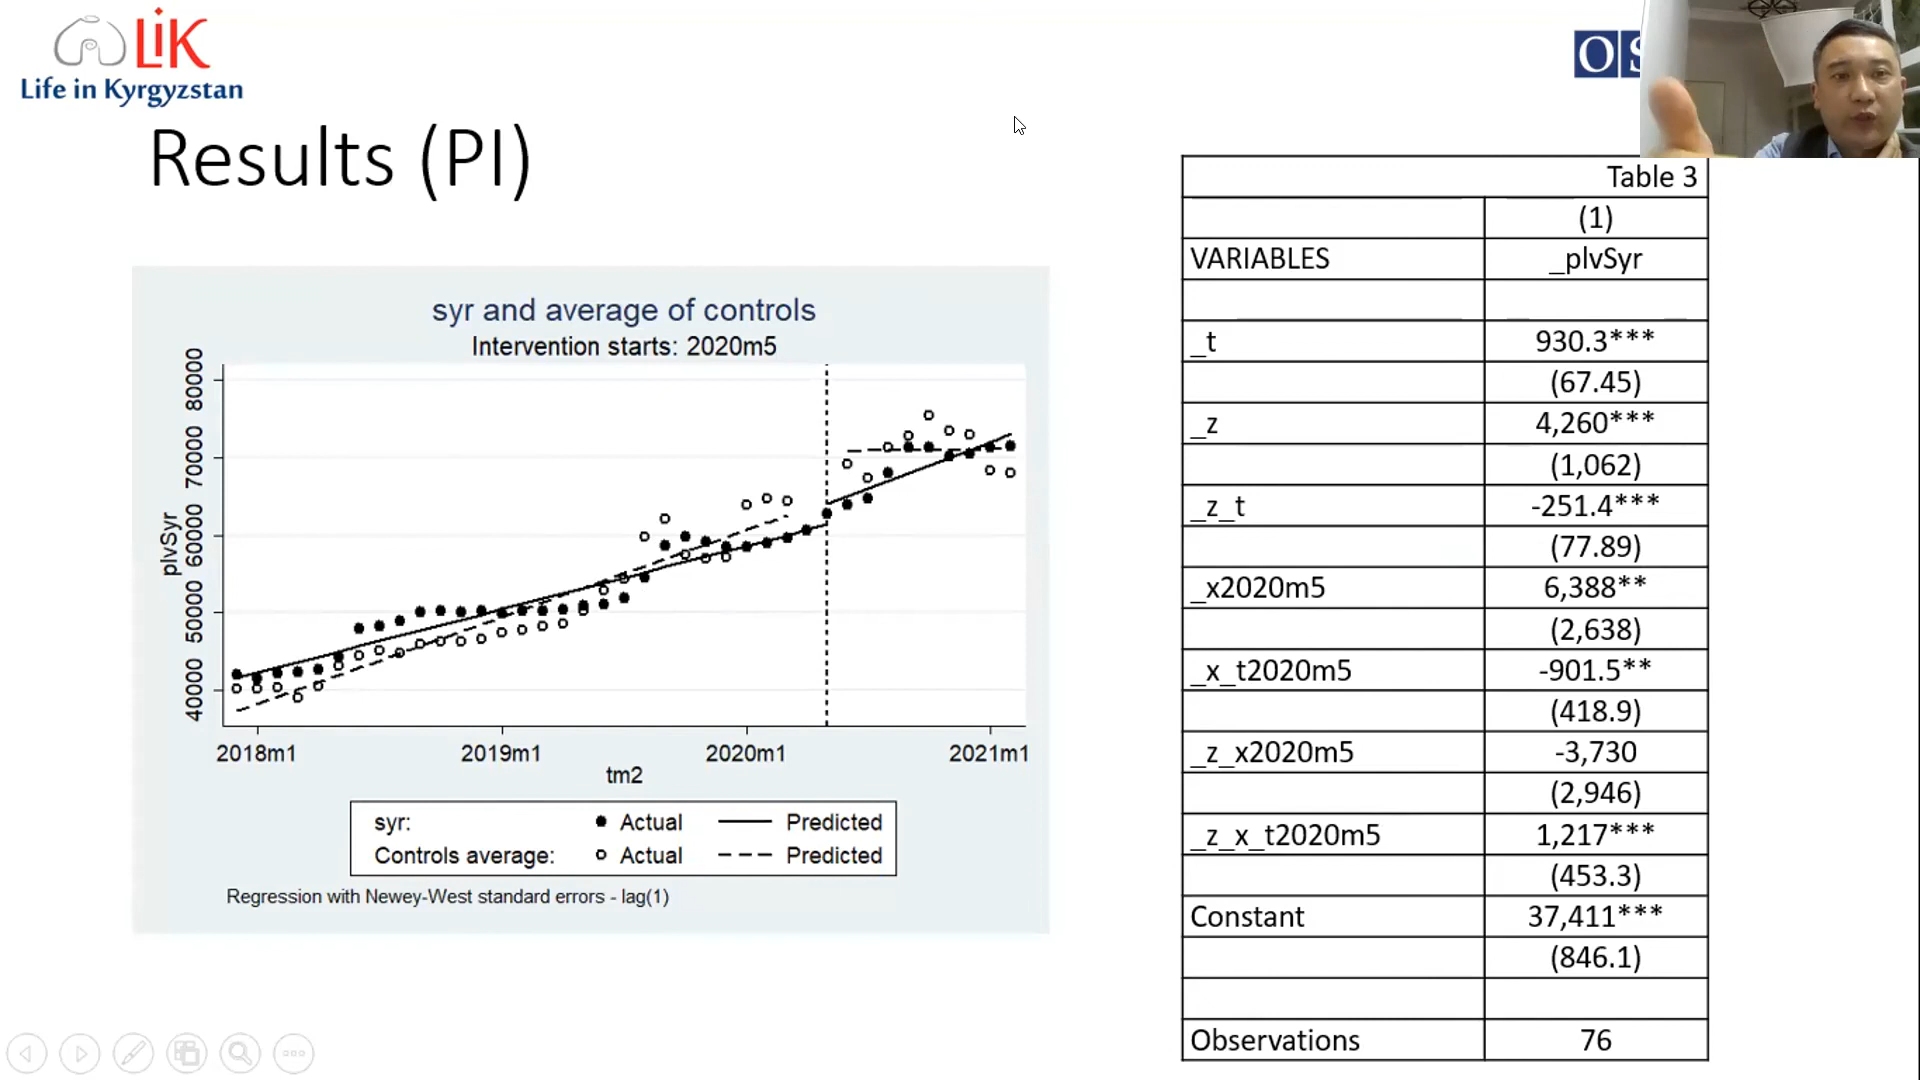 LiK
Life in Kyrgyzstan
Results (PI)
syr and average of controls
Intervention starts: 2020m5
80000
70000
60000
50000
40000
plvSyr
2018m1
2019m1
2020m1
2021m1
tm2
syr: Actual Predicted
Controls average: Actual Predicted
Regression with Newey-West standard errors - lag(1)
OS
Table 3
(1)
VARIABLES _plvSyr
_t 930.3***
(67.45)
_z 4,260***
(1,062)
_z_t -251.4***
(77.89)
_x2020m5 6,388**
(2,638)
_x_t2020m5 -901.5**
(418.9)
_z_x2020m5 -3,730
(2,946)
_z_x_t2020m5 1,217***
(453.3)
Constant 37,411***
(846.1)
Observations 76